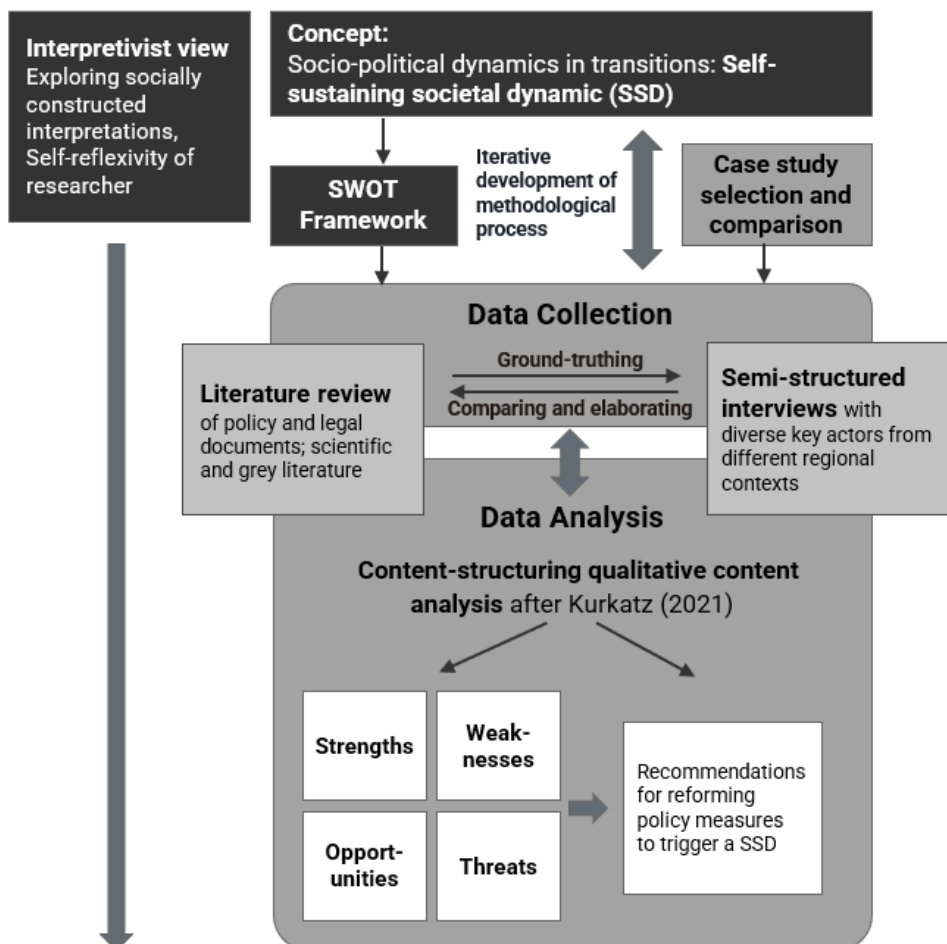 Interpretivist view
Exploring socially
constructed
interpretations,
Self-reflexivity of
researcher
Concept:
Socio-political dynamics in transitions: Self-
sustaining societal dynamic (SSD)
SWOT
Framework
Iterative
development of
methodological
process
Case study
selection and
comparison
Data Collection
Literature review
of policy and legal
documents; scientific
and grey literature
Ground-truthing
Comparing and elaborating
Semi-structured
interviews with
diverse key actors from
different regional
contexts
Data Analysis
Content-structuring qualitative content
analysis after Kurkatz (2021)
Strengths
Weak-
nesses
Opport-
unities
Threats
Recommendations
for reforming
policy measures
to trigger a SSD